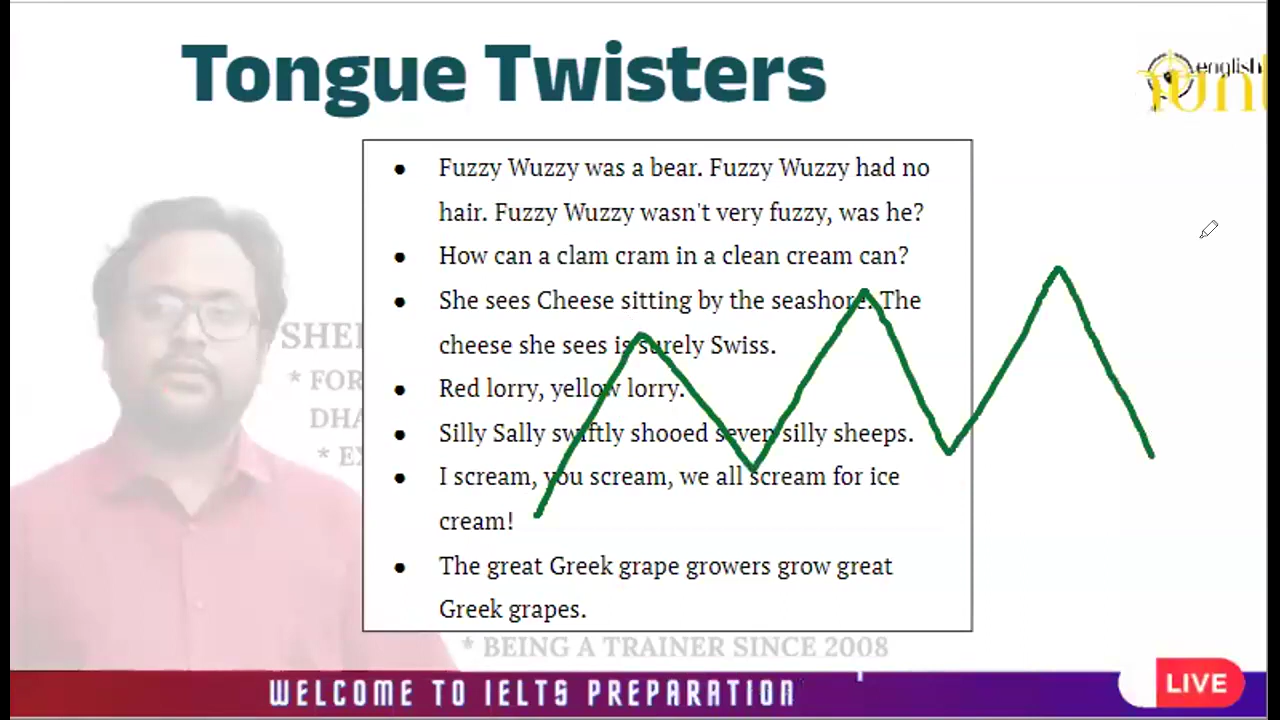 Tongue Twisters
english
● Fuzzy Wuzzy was a bear. Fuzzy Wuzzy had no
hair. Fuzzy Wuzzy wasn't very fuzzy, was he?
● How can a clam cram in a clean cream can?
● She sees Cheese sitting by the seashore. The
cheese she sees is surely Swiss.
● Red lorry, yellow lorry.
● Silly Sally swiftly shooed seven silly sheeps.
● I scream, you scream, we all scream for ice
cream!
● The great Greek grape growers grow great
Greek grapes.
* FOR
* BEING A TRAINER SINCE 2008
WELCOME TO IELTS PREPARATION
LIVE